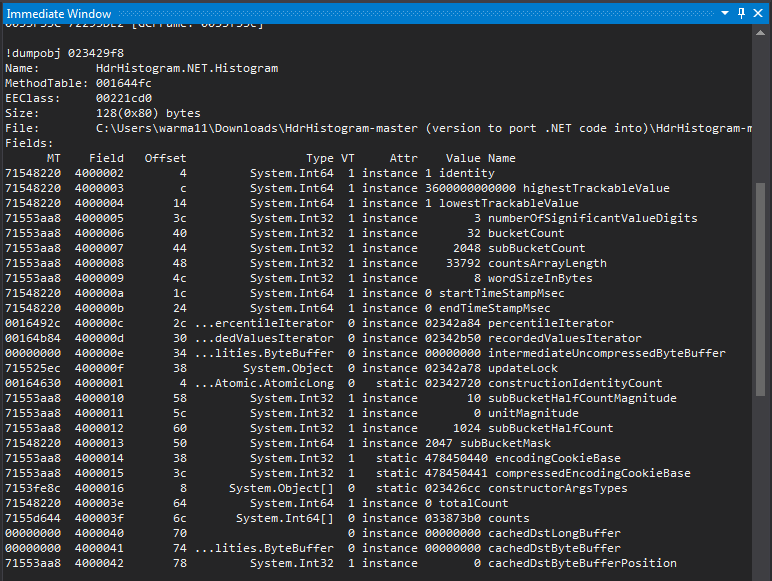 Immediate Window
!dumpobj 023429f8
Name:        HdrHistogram.NET.Histogram
MethodTable: 001644fc
EEClass:     00221cd0
Size:        128(0x80) bytes
File:        C:\Users\warma11\Downloads\HdrHistogram-master (version to port .NET code into)\HdrHistogram-m
Fields:
MT    Field   Offset                 Type VT     Attr    Value Name
71548220  4000002        4         System.Int64  1 instance 1 identity
71548220  4000003        c         System.Int64  1 instance 3600000000000 highestTrackableValue
71548220  4000004       14         System.Int64  1 instance 1 lowestTrackableValue
71553aa8  4000005       3c         System.Int32  1 instance        3 numberOfSignificantValueDigits
71553aa8  4000006       40         System.Int32  1 instance       32 bucketCount
71553aa8  4000007       44         System.Int32  1 instance     2048 subBucketCount
71553aa8  4000008       48         System.Int32  1 instance    33792 countsArrayLength
71553aa8  4000009       4c         System.Int32  1 instance        8 wordSizeInBytes
71548220  400000a       1c         System.Int64  1 instance 0 startTimeStampMsec
71548220  400000b       24         System.Int64  1 instance 0 endTimeStampMsec
0016492c  400000c       2c ...ercentileIterator  0 instance 02342a84 percentileIterator
00164b84  400000d       30 ...dedValuesIterator  0 instance 02342b50 recordedValuesIterator
00000000  400000e       34 ...lities.ByteBuffer  0 instance 00000000 intermediateUncompressedByteBuffer
715525ec  400000f       38        System.Object  0 instance 02342a78 updateLock
00164630  4000001        4 ...Atomic.AtomicLong  0   static 02342720 constructionIdentityCount
71553aa8  4000010       58         System.Int32  1 instance       10 subBucketHalfCountMagnitude
71553aa8  4000011       5c         System.Int32  1 instance        0 unitMagnitude
71553aa8  4000012       60         System.Int32  1 instance     1024 subBucketHalfCount
71548220  4000013       50         System.Int64  1 instance 2047 subBucketMask
71553aa8  4000014       38         System.Int32  1   static 478450440 encodingCookieBase
71553aa8  4000015       3c         System.Int32  1   static 478450441 compressedEncodingCookieBase
7153fe8c  4000016        8      System.Object[]  0   static 023426cc constructorArgsTypes
71548220  400003e       64         System.Int64  1 instance 0 totalCount
7155d644  400003f       6c       System.Int64[]  0 instance 033873b0 counts
00000000  4000040       70                       0 instance 00000000 cachedDstLongBuffer
00000000  4000041       74 ...lities.ByteBuffer  0 instance 00000000 cachedDstByteBuffer
71553aa8  4000042       78         System.Int32  1 instance        0 cachedDstByteBufferPosition